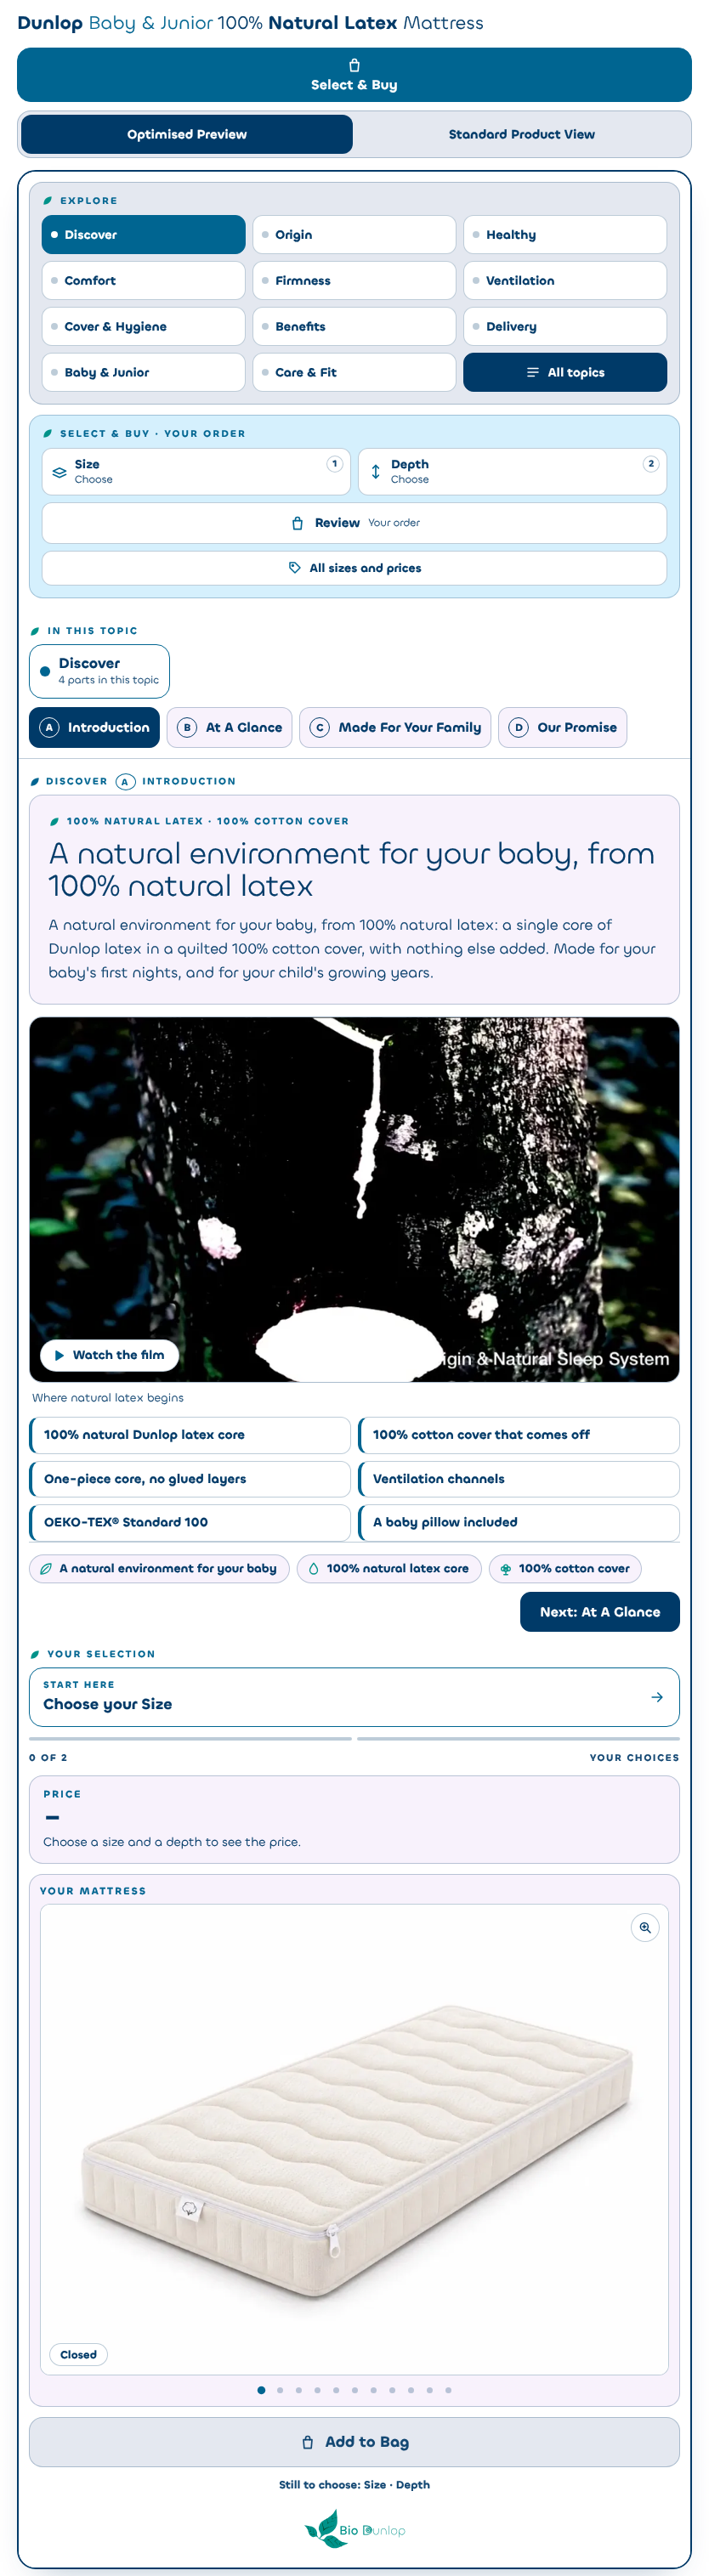 Dunlop Baby & Junior 100% Natural Latex Mattress
Select & Buy
Optimised Preview
Standard Product View
EXPLORE
Discover
Origin
Healthy
Comfort
Firmness
Ventilation
Cover & Hygiene
Benefits
Delivery
Baby & Junior
Care & Fit
All topics
SELECT & BUY · YOUR ORDER
Size
Choose
1
Depth
Choose
2
Review Your order
All sizes and prices
IN THIS TOPIC
Discover
4 parts in this topic
A Introduction
B At A Glance
C Made For Your Family
D Our Promise
DISCOVER A INTRODUCTION
100% NATURAL LATEX · 100% COTTON COVER
A natural environment for your baby, from
100% natural latex
A natural environment for your baby, from 100% natural latex: a single core of
Dunlop latex in a quilted 100% cotton cover, with nothing else added. Made for your
baby's first nights, and for your child's growing years.
& Natural Sleep System
Watch the film
Where natural latex begins
100% natural Dunlop latex core
100% cotton cover that comes off
One-piece core, no glued layers
Ventilation channels
OEKO-TEX® Standard 100
A baby pillow included
A natural environment for your baby
100% natural latex core
100% cotton cover
Next: At A Glance
YOUR SELECTION
START HERE
Choose your Size
0 OF 2
YOUR CHOICES
PRICE
–
Choose a size and a depth to see the price.
YOUR MATTRESS
Closed
Add to Bag
Still to choose: Size · Depth
Bio Dunlop